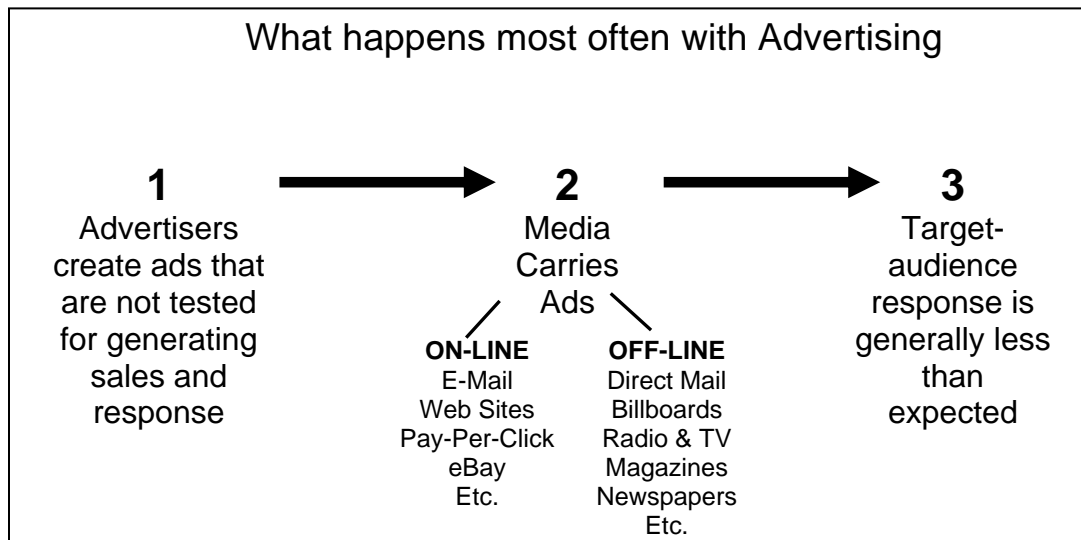 What happens most often with Advertising
1
Advertisers
create ads that
are not tested
for generating
sales and
response
2
Media
Carries
Ads
ON-LINE
E-Mail
Web Sites
Pay-Per-Click
eBay
Etc.
OFF-LINE
Direct Mail
Billboards
Radio & TV
Magazines
Newspapers
Etc.
3
Target-
audience
response is
generally less
than
expected